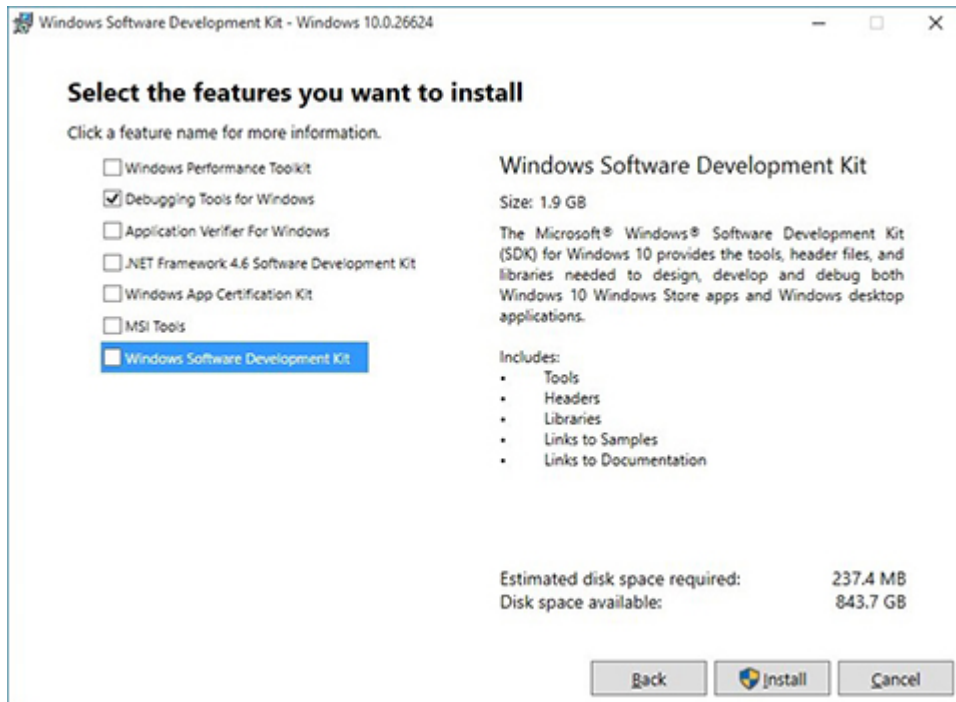 Windows Software Development Kit - Windows 10.0.26624
Select the features you want to install
Click a feature name for more information.
Windows Performance Toolkit
Debugging Tools for Windows
Application Verifier For Windows
.NET Framework 4.6 Software Development Kit
Windows App Certification Kit
MSI Tools
Windows Software Development Kit
Windows Software Development Kit
Size: 1.9 GB
The Microsoft® Windows® Software Development Kit
(SDK) for Windows 10 provides the tools, header files, and
libraries needed to design, develop and debug both
Windows 10 Windows Store apps and Windows desktop
applications.
Includes:
• Tools
• Headers
• Libraries
• Links to Samples
• Links to Documentation
Estimated disk space required: 237.4 MB
Disk space available: 843.7 GB
Back Install Cancel